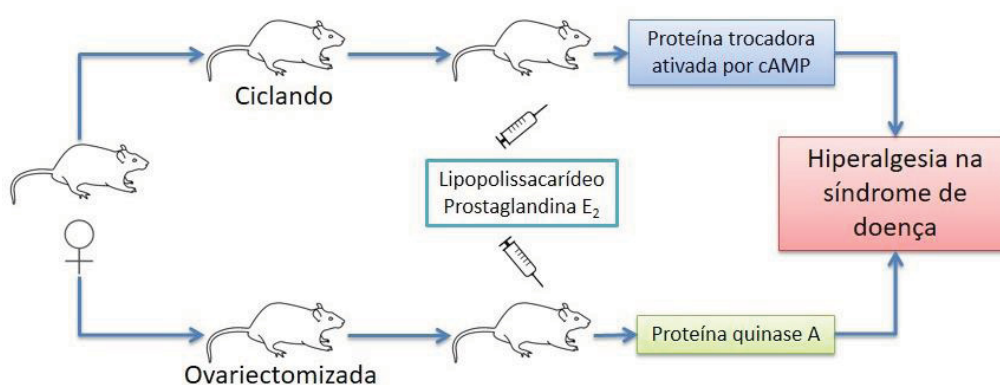 Proteína trocadora
ativada por cAMP
Ciclando
Hiperalgesia na
síndrome de
doença
Lipopolissacarídeo
Prostaglandina E₂
Proteína quinase A
Ovariectomizada